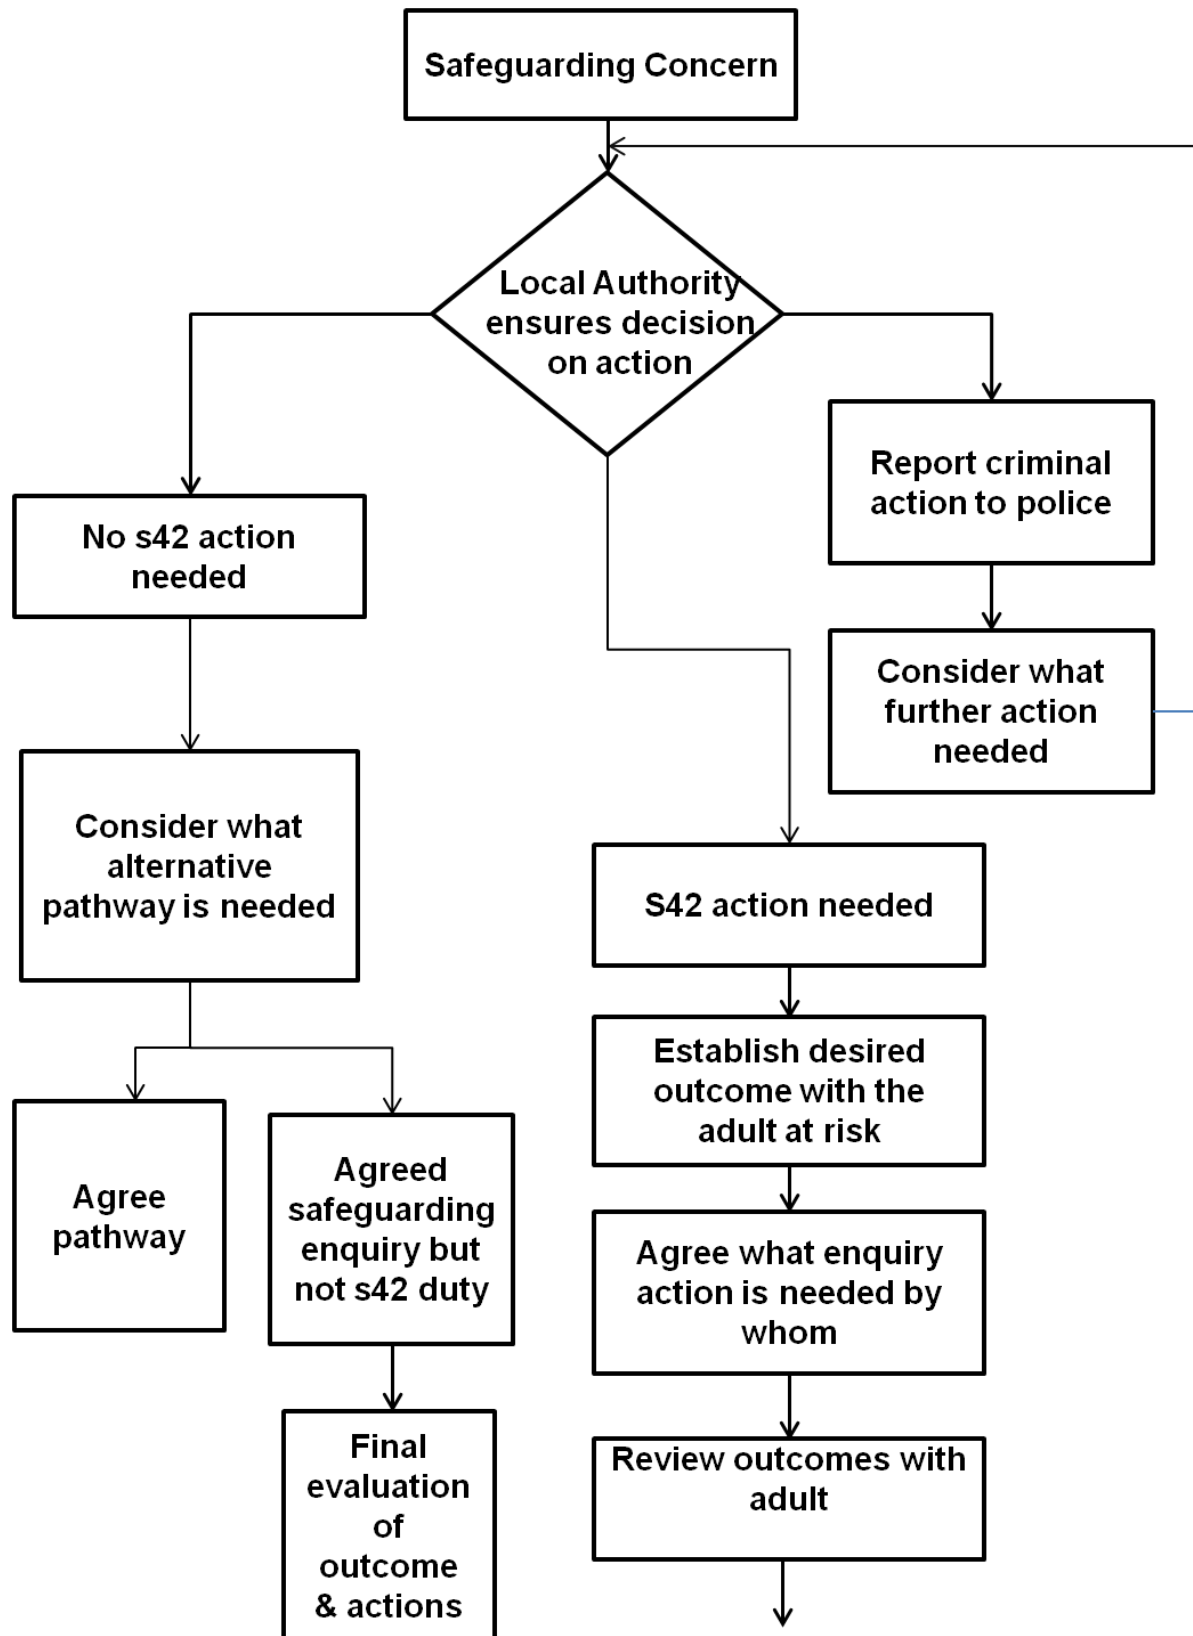 Safeguarding Concern
Local Authority
ensures decision
on action
Report criminal
action to police
No s42 action
needed
Consider what
further action
needed
Consider what
alternative
pathway is needed
S42 action needed
Establish desired
outcome with the
adult at risk
Agree
pathway
Agreed
safeguarding
enquiry but
not s42 duty
Agree what enquiry
action is needed by
whom
Final
evaluation
of
outcome
& actions
Review outcomes with
adult